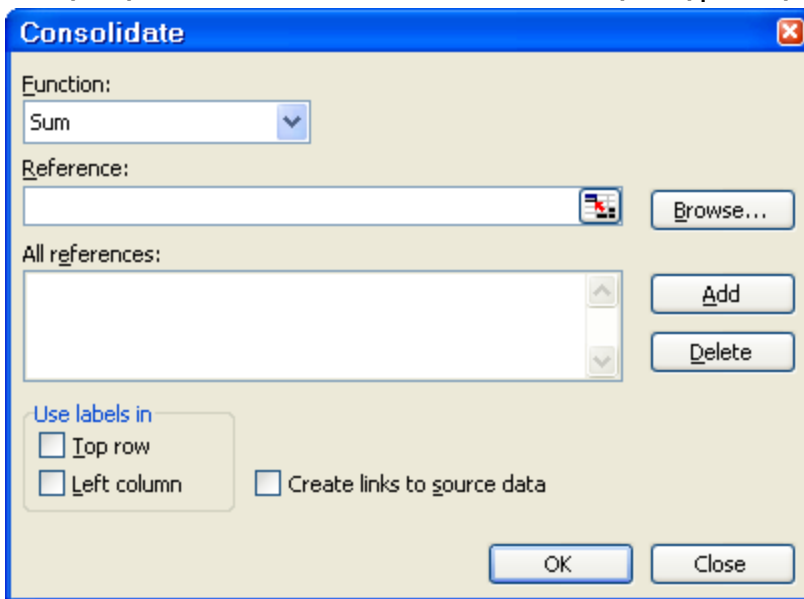 Consolidate
Function:
Sum
Reference:
Browse...
All references:
Add
Delete
Use labels in
Top row
Left column
Create links to source data
OK
Close